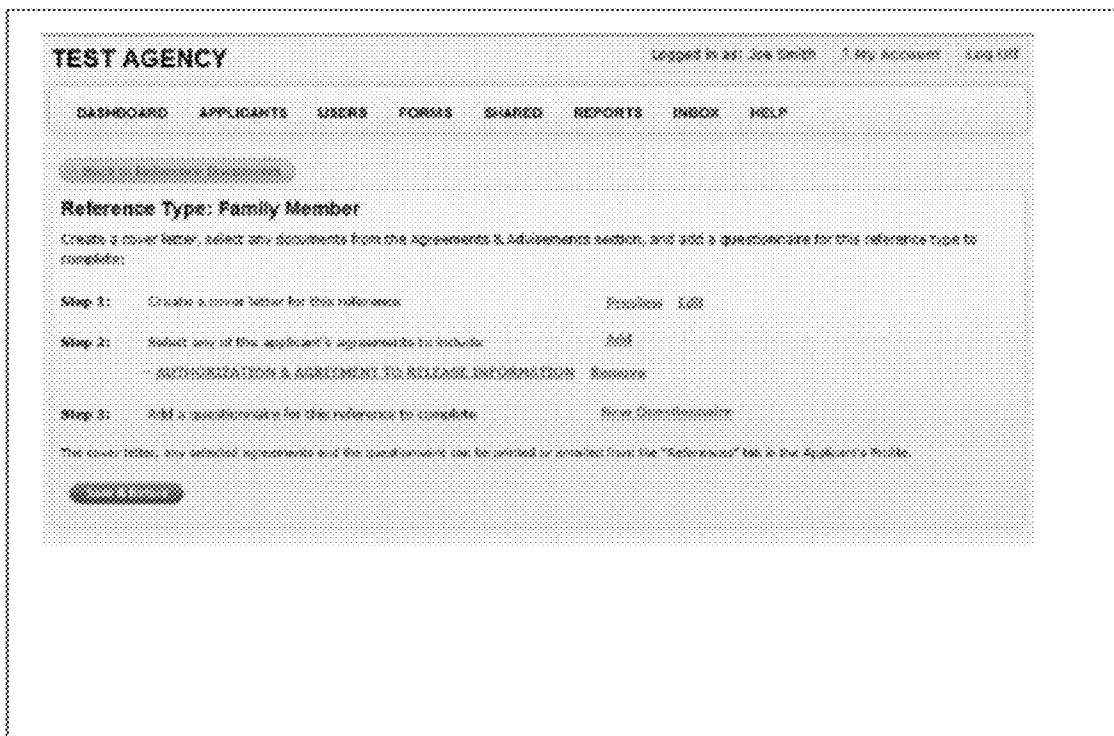 TEST AGENCY
Logged in as: Joe Smith My Account Log Off
DASHBOARD APPLICANTS USERS FORMS SHARED REPORTS INBOX HELP
Reference Type: Family Member
Create a cover letter, select any documents from the Agreements & Advisements section, and add a questionnaire for this reference type to
complete:
Step 1: Create a cover letter for this reference Preview Edit
Step 2: Select any of the applicant's agreements to include Add
AUTHORIZATION & AGREEMENT TO RELEASE INFORMATION Remove
Step 3: Add a questionnaire for this reference to complete New Questionnaire
The cover letter, any selected agreements and the questionnaire can be printed or emailed from the "References" tab in the Applicant's Profile.